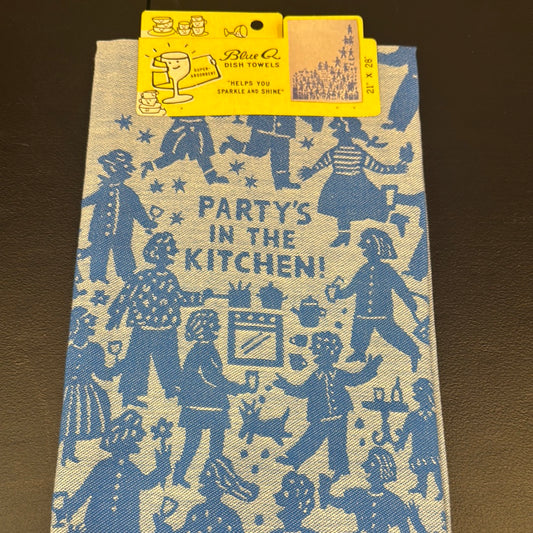 Blue Q
DISH TOWELS
SUPER-
ABSORBENT
"HELPS YOU
SPARKLE AND SHINE"
21" X 28"
PARTY'S
IN THE
KITCHEN!